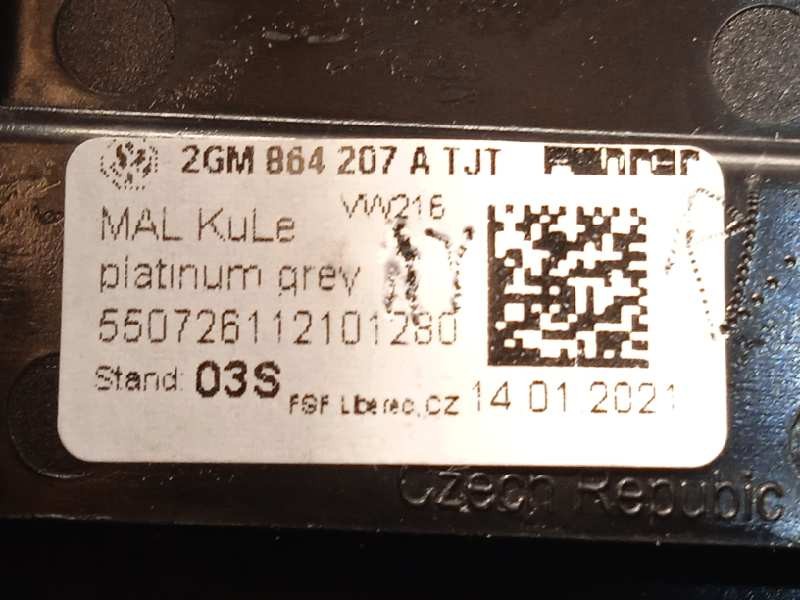 2GM 864 207 A TJT Fehrer
VW216
MAL KuLe
platinum grey
550726112101280
Stand: 03S FGF Liberec, CZ 14.01.2021
Czech Republic